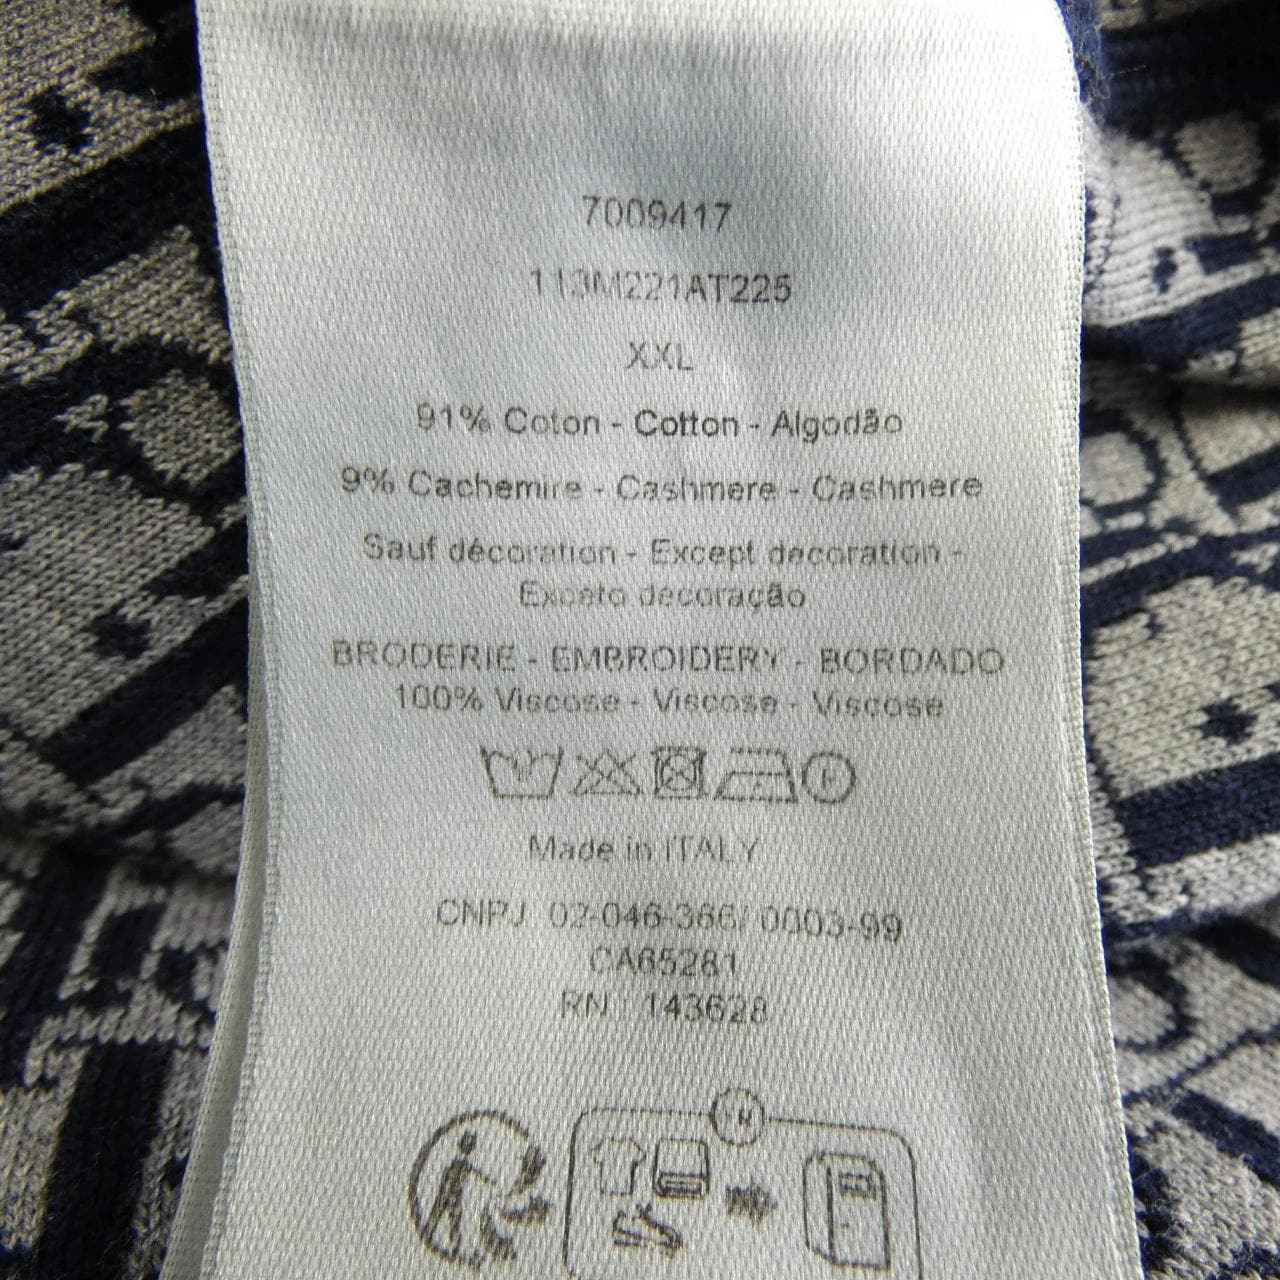 7009417
113M221AT225
XXL
91% Coton - Cotton - Algodão
9% Cachemire - Cashmere - Cashmere
Sauf décoration - Except decoration -
Exceto decoração
BRODERIE - EMBROIDERY - BORDADO
100% Viscose - Viscose - Viscose
Made in ITALY
CNPJ 02-046-366/ 0003-99
CA65281
RN : 143628